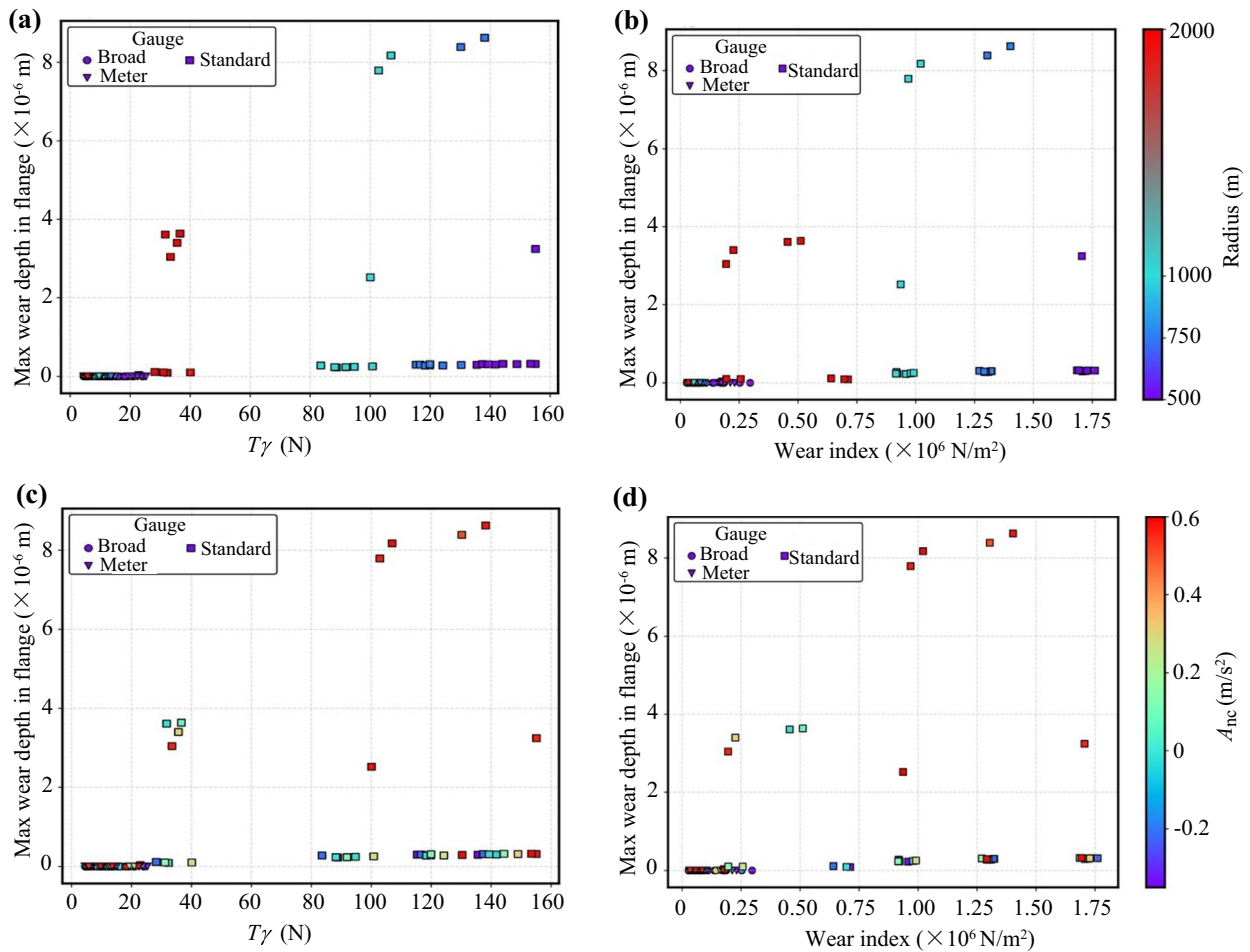 (a)
Max wear depth in flange (×10⁻⁶ m)
8
6
4
2
0
Gauge
Broad
Standard
Meter
0 20 40 60 80 100 120 140 160
Tγ (N)
(b)
Max wear depth in flange (×10⁻⁶ m)
8
6
4
2
0
Gauge
Broad
Standard
Meter
0 0.25 0.50 0.75 1.00 1.25 1.50 1.75
Wear index (×10⁶ N/m²)
2000
1000
750
500
Radius (m)
(c)
Max wear depth in flange (×10⁻⁶ m)
8
6
4
2
0
Gauge
Broad
Standard
Meter
0 20 40 60 80 100 120 140 160
Tγ (N)
(d)
Max wear depth in flange (×10⁻⁶ m)
8
6
4
2
0
Gauge
Broad
Standard
Meter
0 0.25 0.50 0.75 1.00 1.25 1.50 1.75
Wear index (×10⁶ N/m²)
0.6
0.4
0.2
0
-0.2
Anc (m/s²)